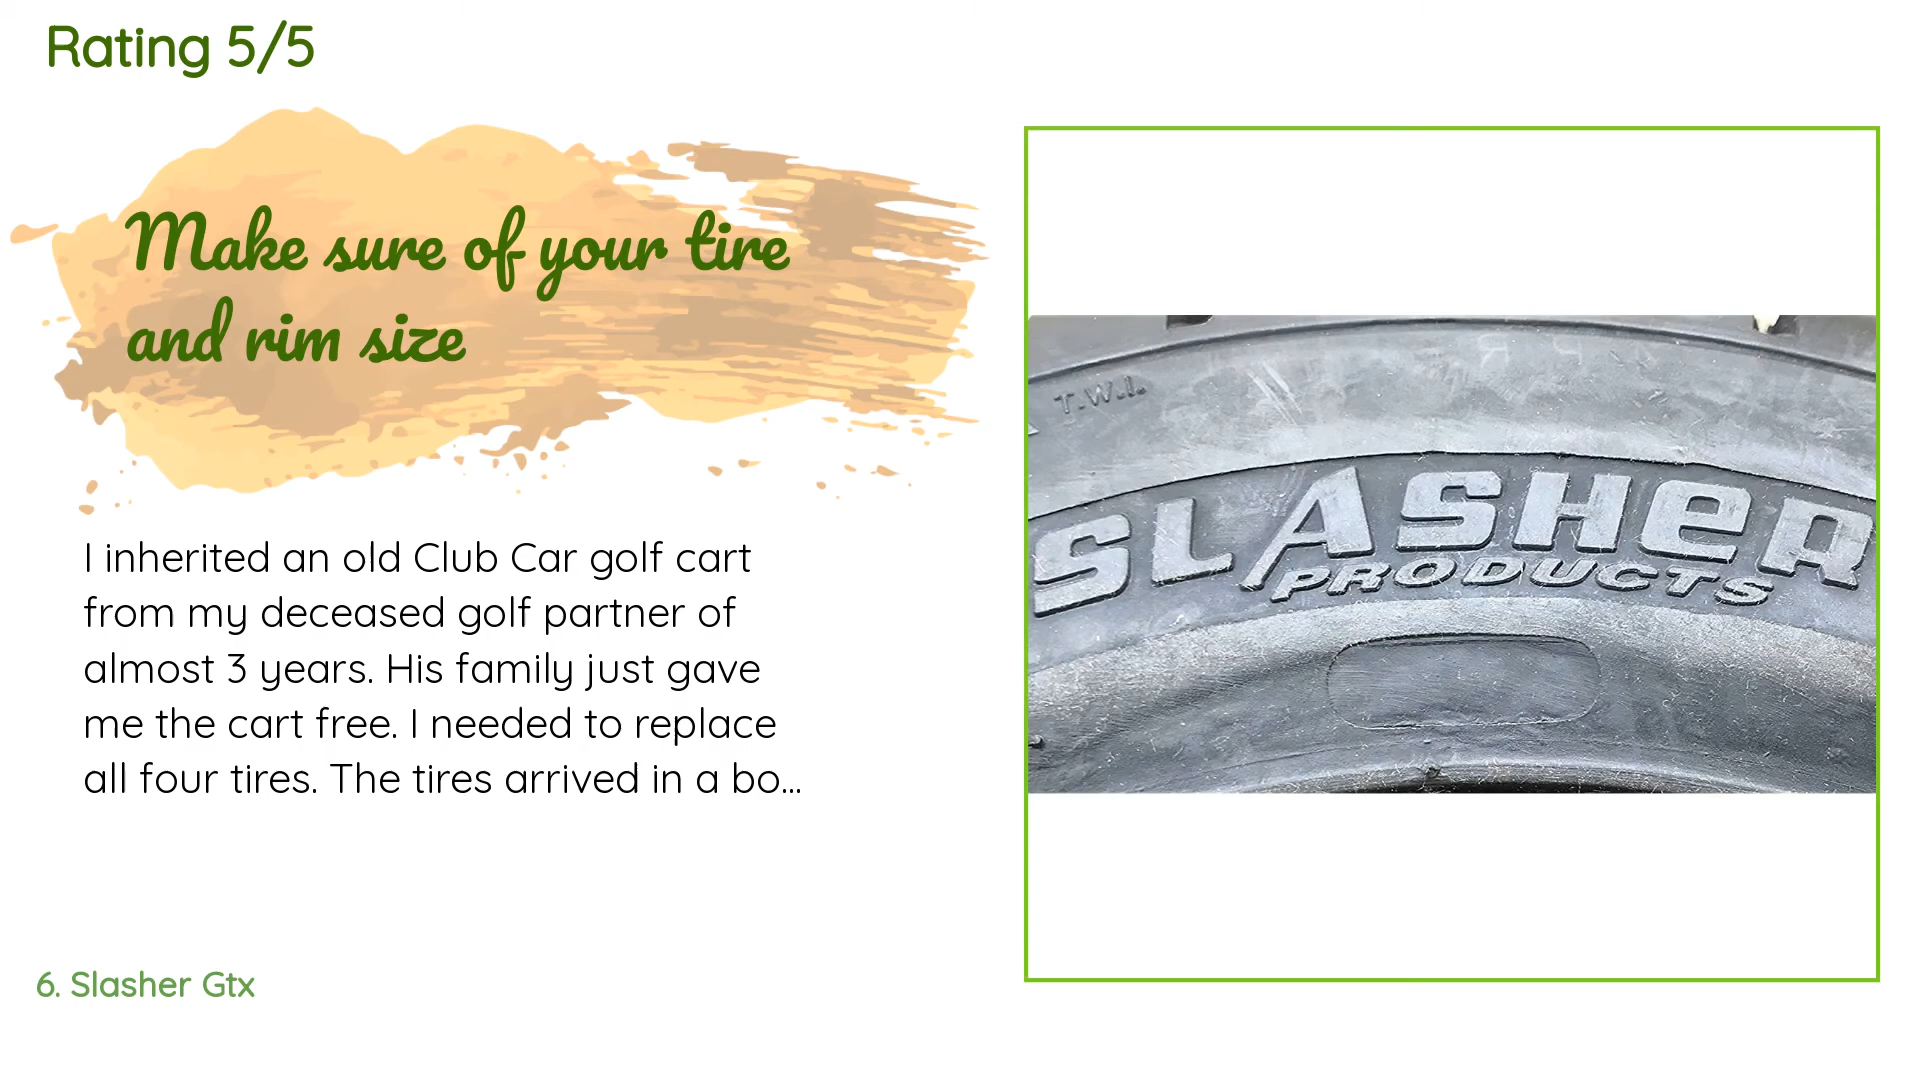 Rating 5/5
Make sure of your tire
and rim size
I inherited an old Club Car golf cart
from my deceased golf partner of
almost 3 years. His family just gave
me the cart free. I needed to replace
all four tires. The tires arrived in a bo...
6. Slasher Gtx
T.W.I.
SLASHER
PRODUCTS